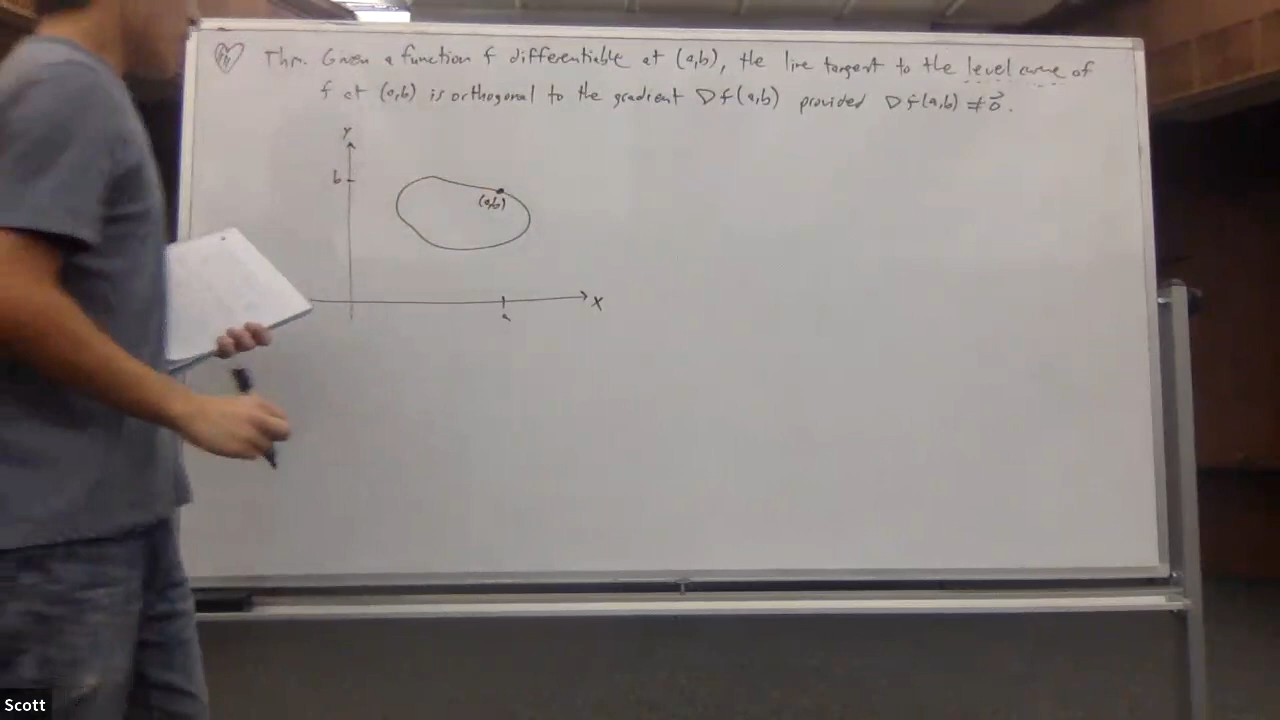 Thm. Given a function f differentiable at (a,b), the line tangent to the level curve of
f at (a,b) is orthogonal to the gradient ∇f(a,b) provided ∇f(a,b) ≠ 0⃗.
y
b
(a,b)
x
a
Scott